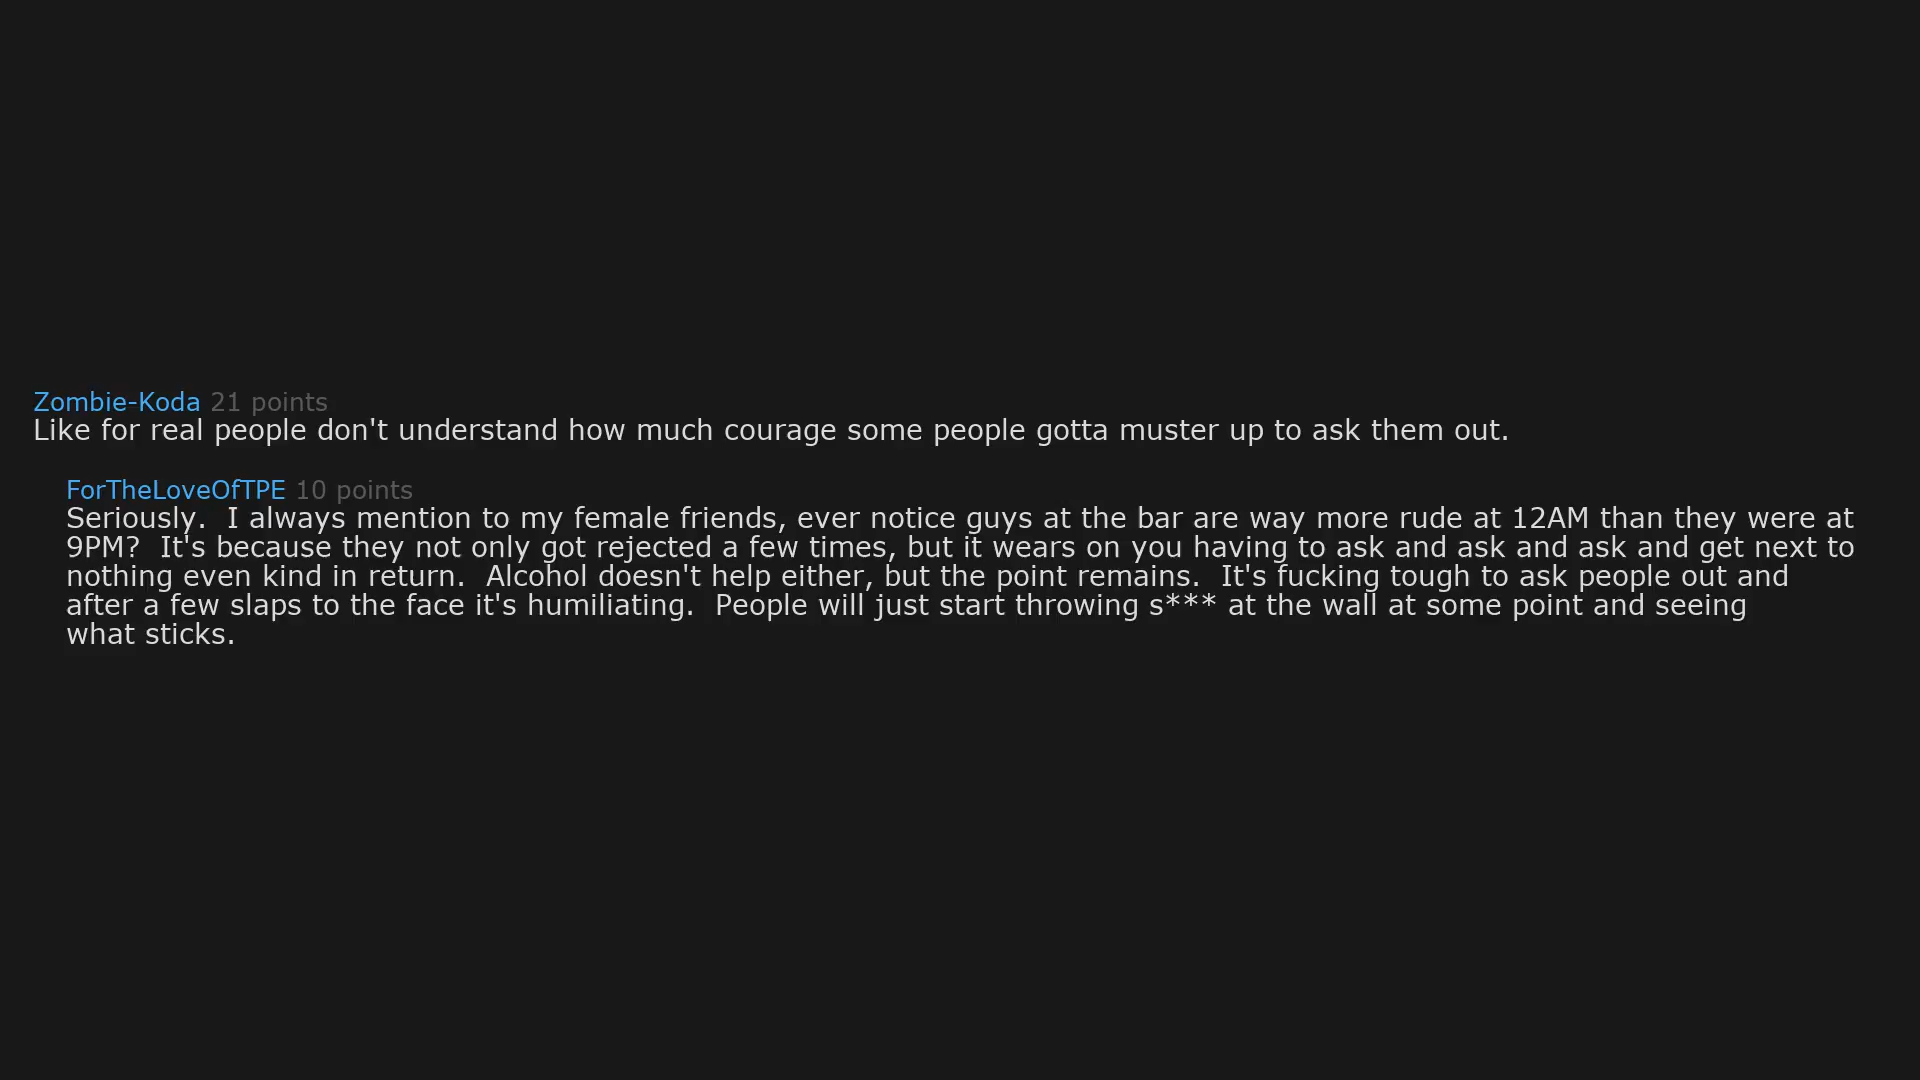 Zombie-Koda 21 points
Like for real people don't understand how much courage some people gotta muster up to ask them out.
ForTheLoveOfTPE 10 points
Seriously.  I always mention to my female friends, ever notice guys at the bar are way more rude at 12AM than they were at
9PM?  It's because they not only got rejected a few times, but it wears on you having to ask and ask and ask and get next to
nothing even kind in return.  Alcohol doesn't help either, but the point remains.  It's fucking tough to ask people out and
after a few slaps to the face it's humiliating.  People will just start throwing s*** at the wall at some point and seeing
what sticks.